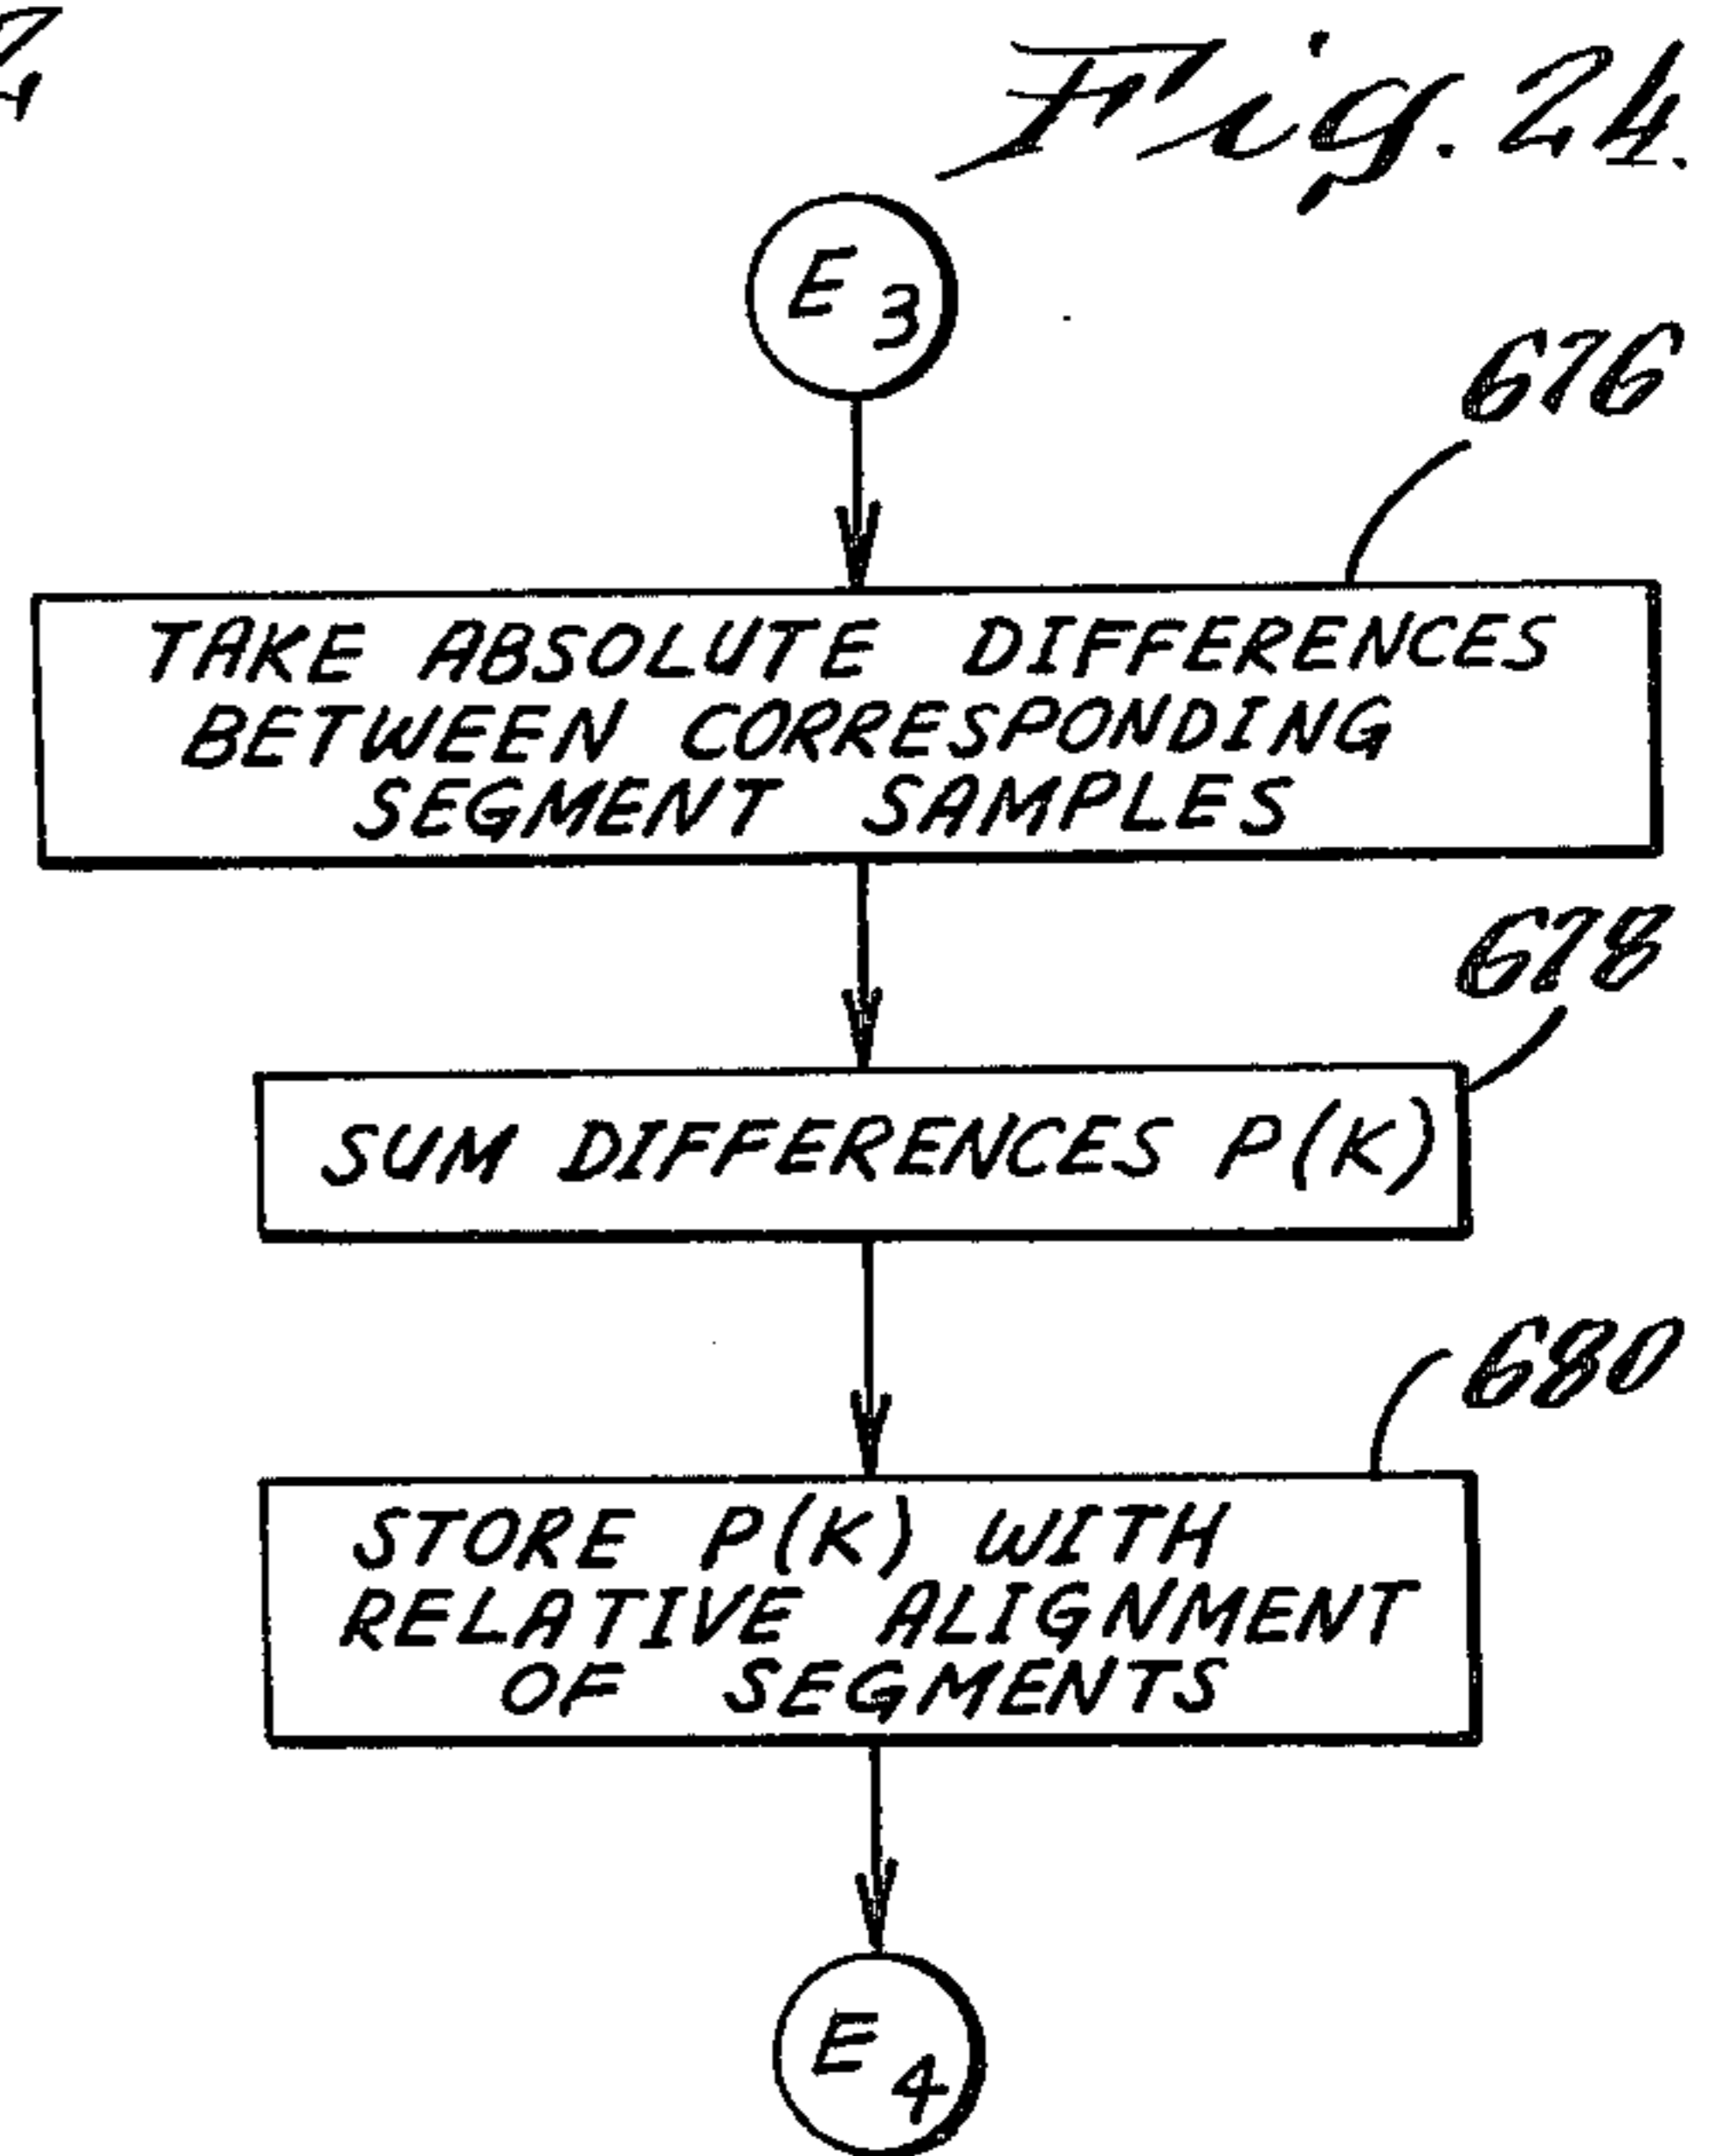 Fig. 24.
E3
676
TAKE ABSOLUTE DIFFERENCES
BETWEEN CORRESPONDING
SEGMENT SAMPLES
678
SUM DIFFERENCES P(K)
680
STORE P(K) WITH
RELATIVE ALIGNMENT
OF SEGMENTS
E4